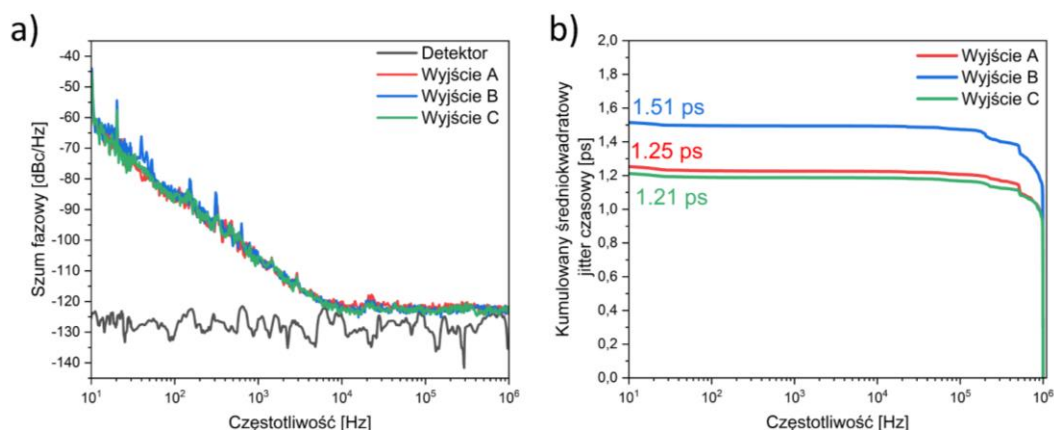 a)
Szum fazowy [dBc/Hz]
-40
-50
-60
-70
-80
-90
-100
-110
-120
-130
-140
Detektor
Wyjście A
Wyjście B
Wyjście C
10¹
10²
10³
10⁴
10⁵
10⁶
Częstotliwość [Hz]
b)
Kumulowany średniokwadratowy
jitter czasowy [ps]
2,0
1,8
1,6
1,4
1,2
1,0
0,8
0,6
0,4
0,2
0,0
Wyjście A
Wyjście B
Wyjście C
1.51 ps
1.25 ps
1.21 ps
10¹
10²
10³
10⁴
10⁵
10⁶
Częstotliwość [Hz]